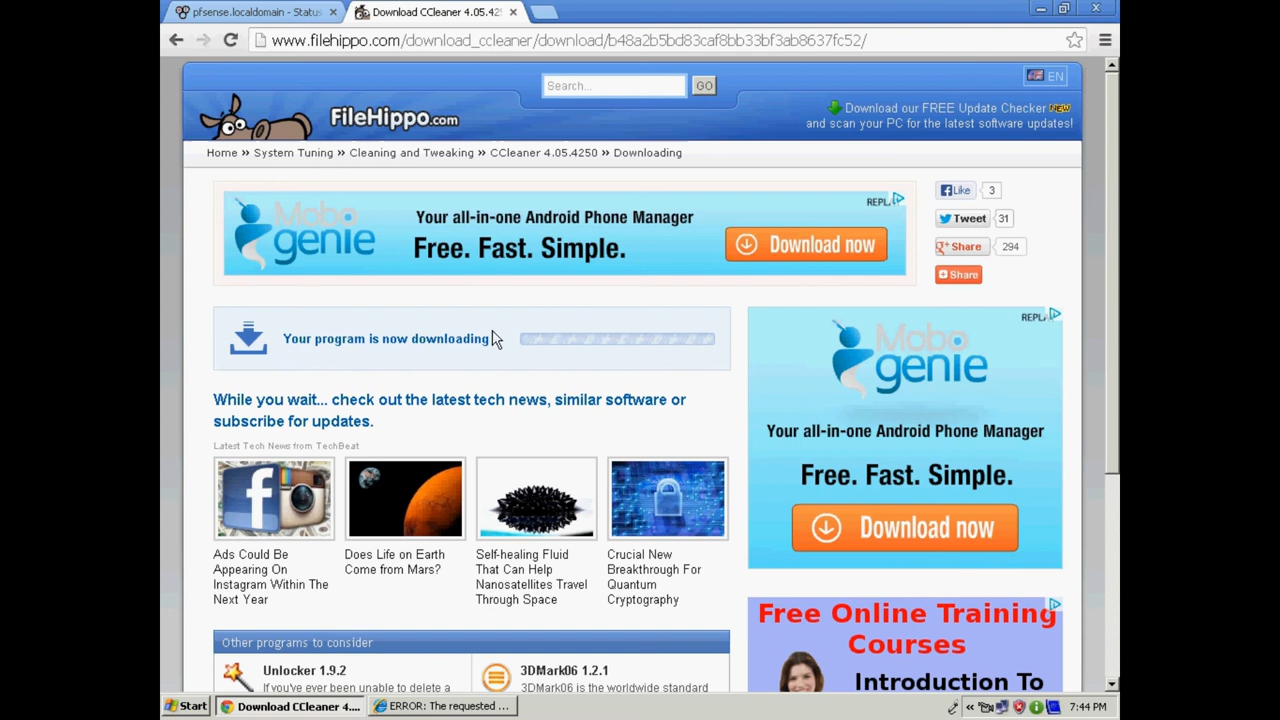 pfsense.localdomain - Status
Download CCleaner 4.05.425
www.filehippo.com/download_ccleaner/download/b48a2b5bd83caf8bb33bf3ab8637fc52/
Search...
GO
EN
FileHippo.com
Download our FREE Update Checker NEW
and scan your PC for the latest software updates!
Home » System Tuning » Cleaning and Tweaking » CCleaner 4.05.4250 » Downloading
Mobo
genie
Your all-in-one Android Phone Manager
Free. Fast. Simple.
Download now
REPL
Like 3
Tweet 31
Share 294
Share
Your program is now downloading
While you wait... check out the latest tech news, similar software or
subscribe for updates.
Latest Tech News from TechBeat
Ads Could Be
Appearing On
Instagram Within The
Next Year
Does Life on Earth
Come from Mars?
Self-healing Fluid
That Can Help
Nanosatellites Travel
Through Space
Crucial New
Breakthrough For
Quantum
Cryptography
REPL
Mobo
genie
Your all-in-one Android Phone Manager
Free. Fast. Simple.
Download now
Free Online Training
Courses
Introduction To
Other programs to consider
Unlocker 1.9.2
If you've ever been unable to delete a
3DMark06 1.2.1
3DMark06 is the worldwide standard
Start
Download CCleaner 4....
ERROR: The requested ...
7:44 PM